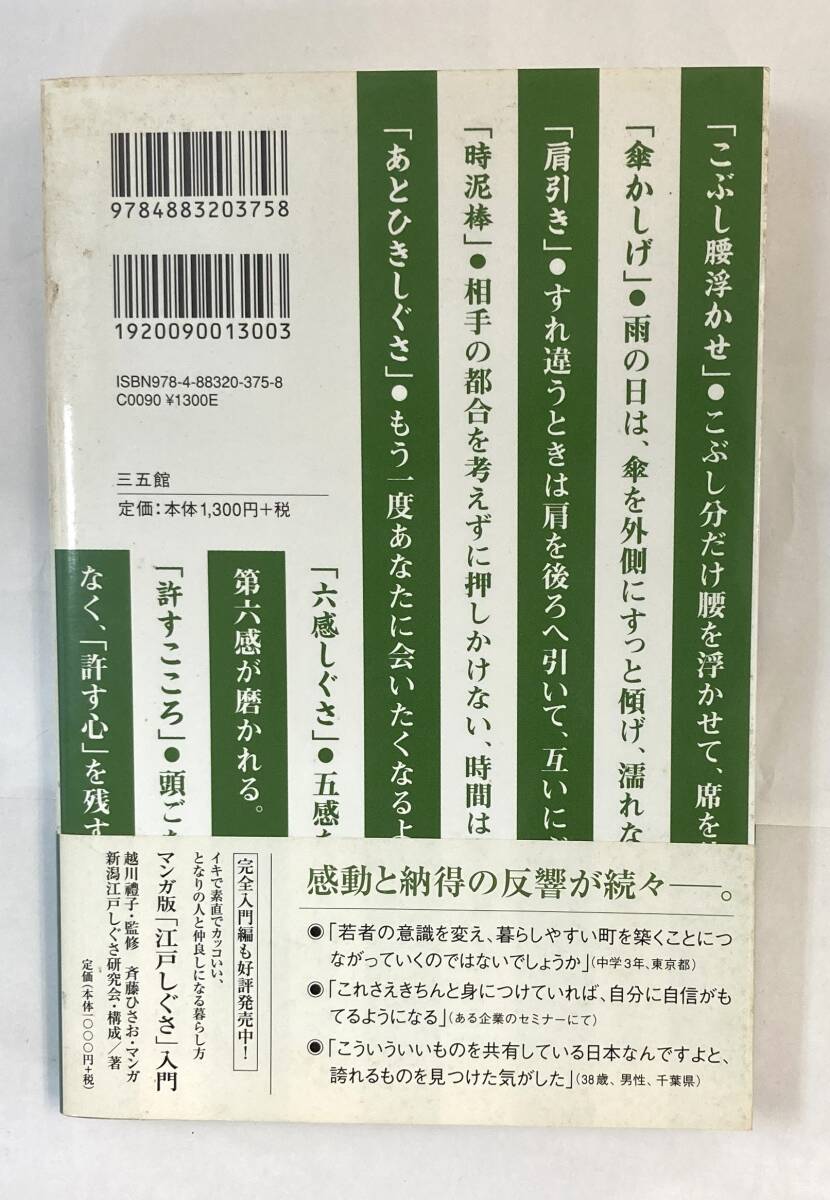 「こぶし腰浮かせ」●こぶし分だけ腰を浮かせて、席を
「傘かしげ」●雨の日は、傘を外側にすっと傾げ、濡れな
「肩引き」●すれ違うときは肩を後ろへ引いて、互いに
「時泥棒」●相手の都合を考えずに押しかけない、時間は
「あとひきしぐさ」●もう一度あなたに会いたくなるよ
9784883203758
1920090013003
ISBN978-4-88320-375-8
C0090 ¥1300E
三五館
定価：本体1,300円+税
「六感しぐさ」●五感を
第六感が磨かれる。
「許すこころ」●頭ご
なく、「許す心」を残す
感動と納得の反響が続々──。
●「若者の意識を変え、暮らしやすい町を築くことにつ
ながっていくのではないでしょうか」(中学3年、東京都)
●「これさえきちんと身につけていれば、自分に自信がも
てるようになる」(ある企業のセミナーにて)
●「こういういいものを共有している日本なんですよと、
誇れるものを見つけた気がした」(38歳、男性、千葉県)
完全入門編も好評発売中！
イキで素直でカッコいい、
となりの人と仲良しになる暮らし方
マンガ版「江戸しぐさ」入門
越川禮子・監修　斉藤ひさお・マンガ
新潟江戸しぐさ研究会・構成／著
定価(本体一〇〇〇円+税)